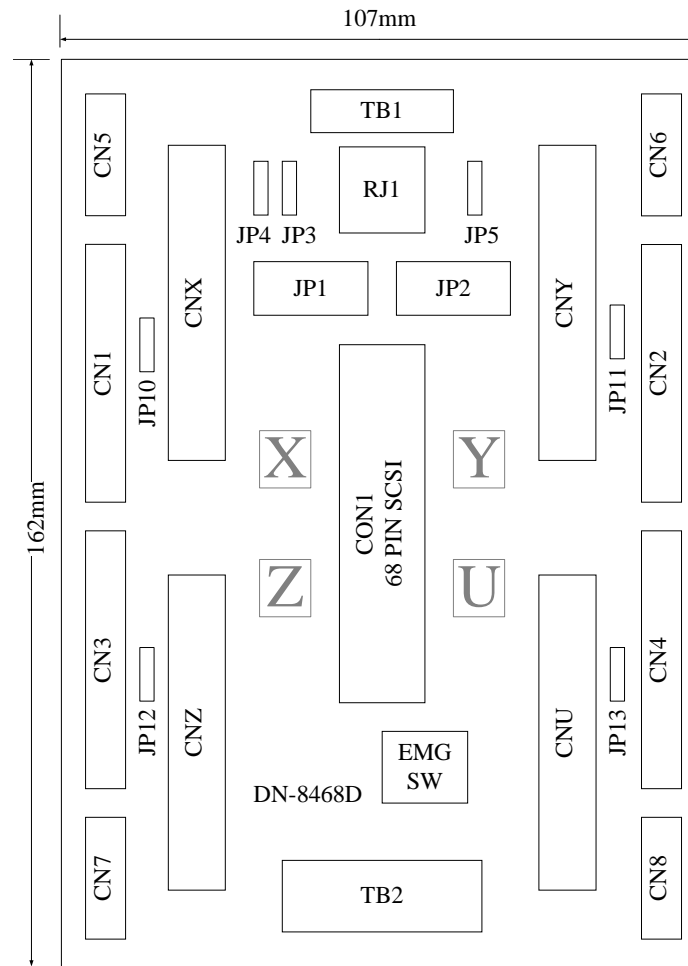 107mm
TB1
CN5
CN6
RJ1
JP4
JP3
JP5
CNX
CNY
JP1
JP2
CN1
JP10
JP11
CN2
X
Y
CON1
68 PIN SCSI
162mm
Z
U
CN3
JP12
CNZ
CNU
JP13
CN4
EMG
SW
DN-8468D
CN7
TB2
CN8